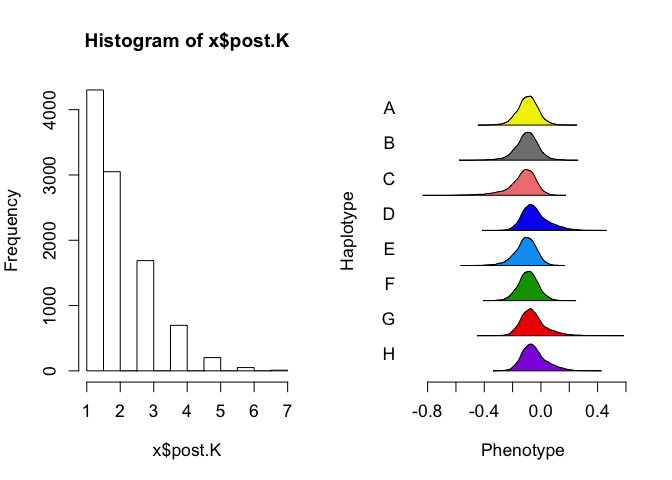 Histogram of x$post.K
Frequency
4000
3000
2000
1000
0
1 2 3 4 5 6 7
x$post.K
Haplotype
A
B
C
D
E
F
G
H
-0.8 -0.4 0.0 0.4
Phenotype